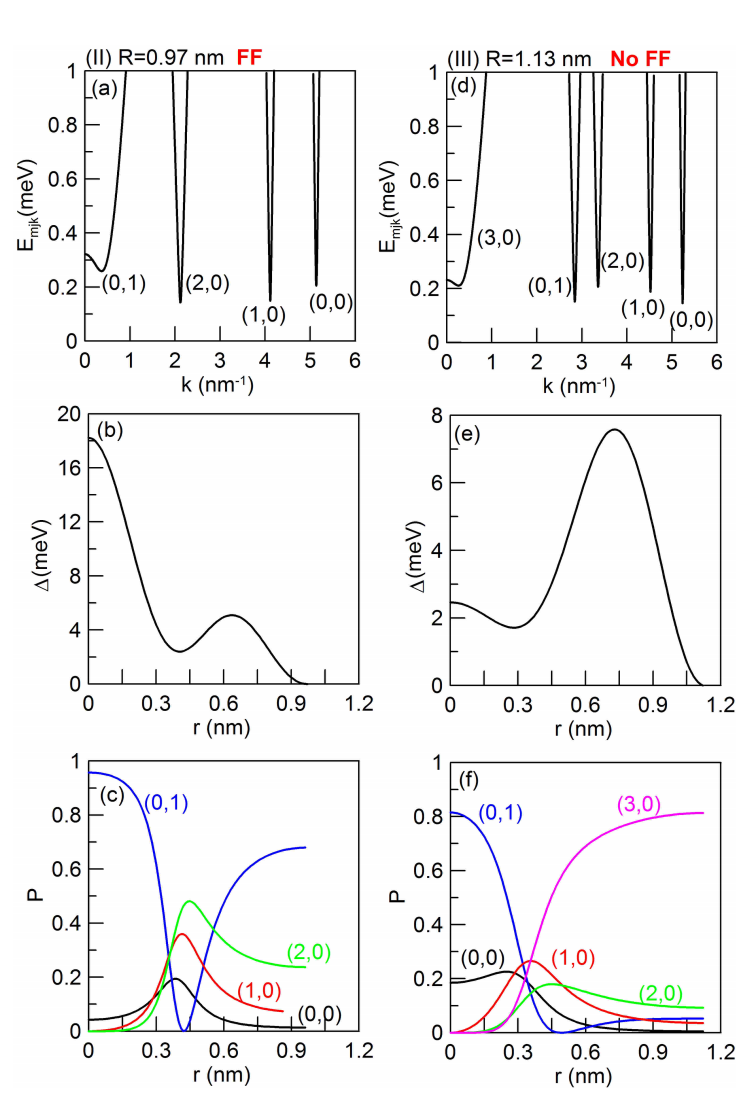 (II) R=0.97 nm FF
(III) R=1.13 nm No FF
(a)
1
0.8
0.6
0.4
0.2
0
E_mjk(meV)
(0,1)
(2,0)
(1,0)
(0,0)
0 1 2 3 4 5 6
k (nm⁻¹)
(d)
1
0.8
0.6
0.4
0.2
0
E_mjk(meV)
(3,0)
(0,1)
(2,0)
(1,0)
(0,0)
0 1 2 3 4 5 6
k (nm⁻¹)
(b)
20
16
12
8
4
0
Δ(meV)
0 0.3 0.6 0.9 1.2
r (nm)
(e)
8
6
4
2
0
Δ(meV)
0 0.3 0.6 0.9 1.2
r (nm)
(c)
1
0.8
0.6
0.4
0.2
0
P
(0,1)
(2,0)
(1,0)
(0,0)
0 0.3 0.6 0.9 1.2
r (nm)
(f)
1
0.8
0.6
0.4
0.2
0
P
(0,1)
(3,0)
(0,0)
(1,0)
(2,0)
0 0.3 0.6 0.9 1.2
r (nm)